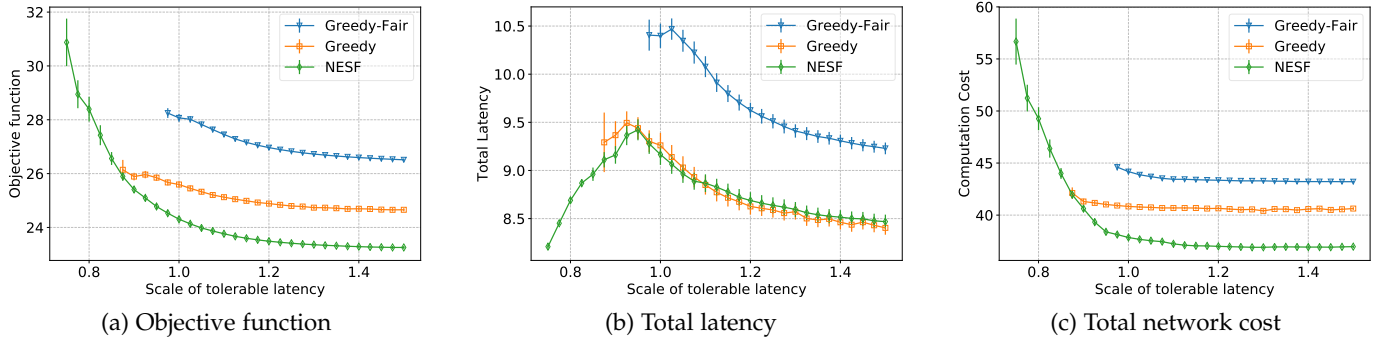 32
30
28
26
24
Objective function
Greedy-Fair
Greedy
NESF
0.8 1.0 1.2 1.4
Scale of tolerable latency
(a) Objective function
10.5
10.0
9.5
9.0
8.5
Total Latency
Greedy-Fair
Greedy
NESF
0.8 1.0 1.2 1.4
Scale of tolerable latency
(b) Total latency
60
55
50
45
40
Computation Cost
Greedy-Fair
Greedy
NESF
0.8 1.0 1.2 1.4
Scale of tolerable latency
(c) Total network cost